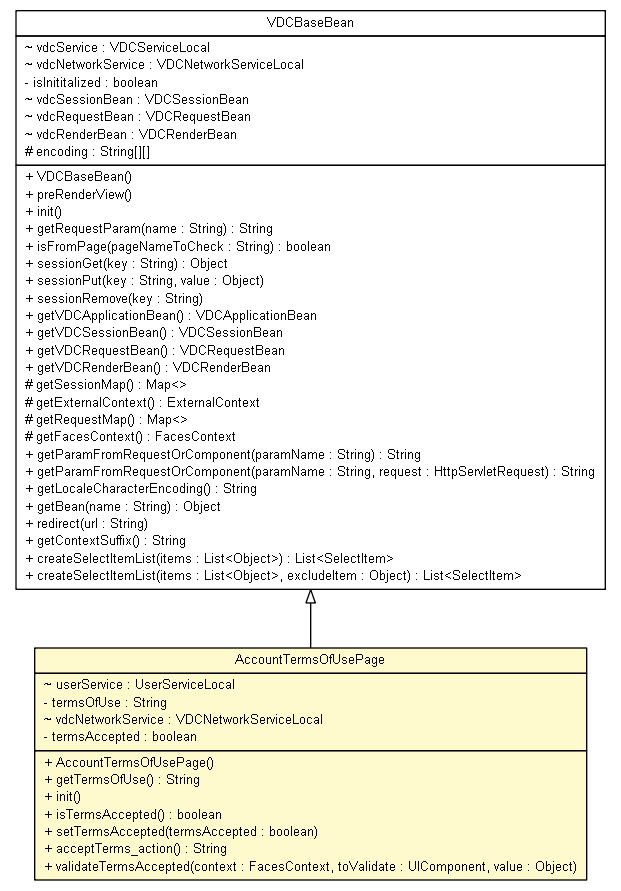 VDCBaseBean
~ vdcService : VDCServiceLocal
~ vdcNetworkService : VDCNetworkServiceLocal
- isInititalized : boolean
~ vdcSessionBean : VDCSessionBean
~ vdcRequestBean : VDCRequestBean
~ vdcRenderBean : VDCRenderBean
# encoding : String[][]
+ VDCBaseBean()
+ preRenderView()
+ init()
+ getRequestParam(name : String) : String
+ isFromPage(pageNameToCheck : String) : boolean
+ sessionGet(key : String) : Object
+ sessionPut(key : String, value : Object)
+ sessionRemove(key : String)
+ getVDCApplicationBean() : VDCApplicationBean
+ getVDCSessionBean() : VDCSessionBean
+ getVDCRequestBean() : VDCRequestBean
+ getVDCRenderBean() : VDCRenderBean
# getSessionMap() : Map<>
# getExternalContext() : ExternalContext
# getRequestMap() : Map<>
# getFacesContext() : FacesContext
+ getParamFromRequestOrComponent(paramName : String) : String
+ getParamFromRequestOrComponent(paramName : String, request : HttpServletRequest) : String
+ getLocaleCharacterEncoding() : String
+ getBean(name : String) : Object
+ redirect(url : String)
+ getContextSuffix() : String
+ createSelectItemList(items : List<Object>) : List<SelectItem>
+ createSelectItemList(items : List<Object>, excludeItem : Object) : List<SelectItem>
AccountTermsOfUsePage
~ userService : UserServiceLocal
- termsOfUse : String
~ vdcNetworkService : VDCNetworkServiceLocal
- termsAccepted : boolean
+ AccountTermsOfUsePage()
+ getTermsOfUse() : String
+ init()
+ isTermsAccepted() : boolean
+ setTermsAccepted(termsAccepted : boolean)
+ acceptTerms_action() : String
+ validateTermsAccepted(context : FacesContext, toValidate : UIComponent, value : Object)